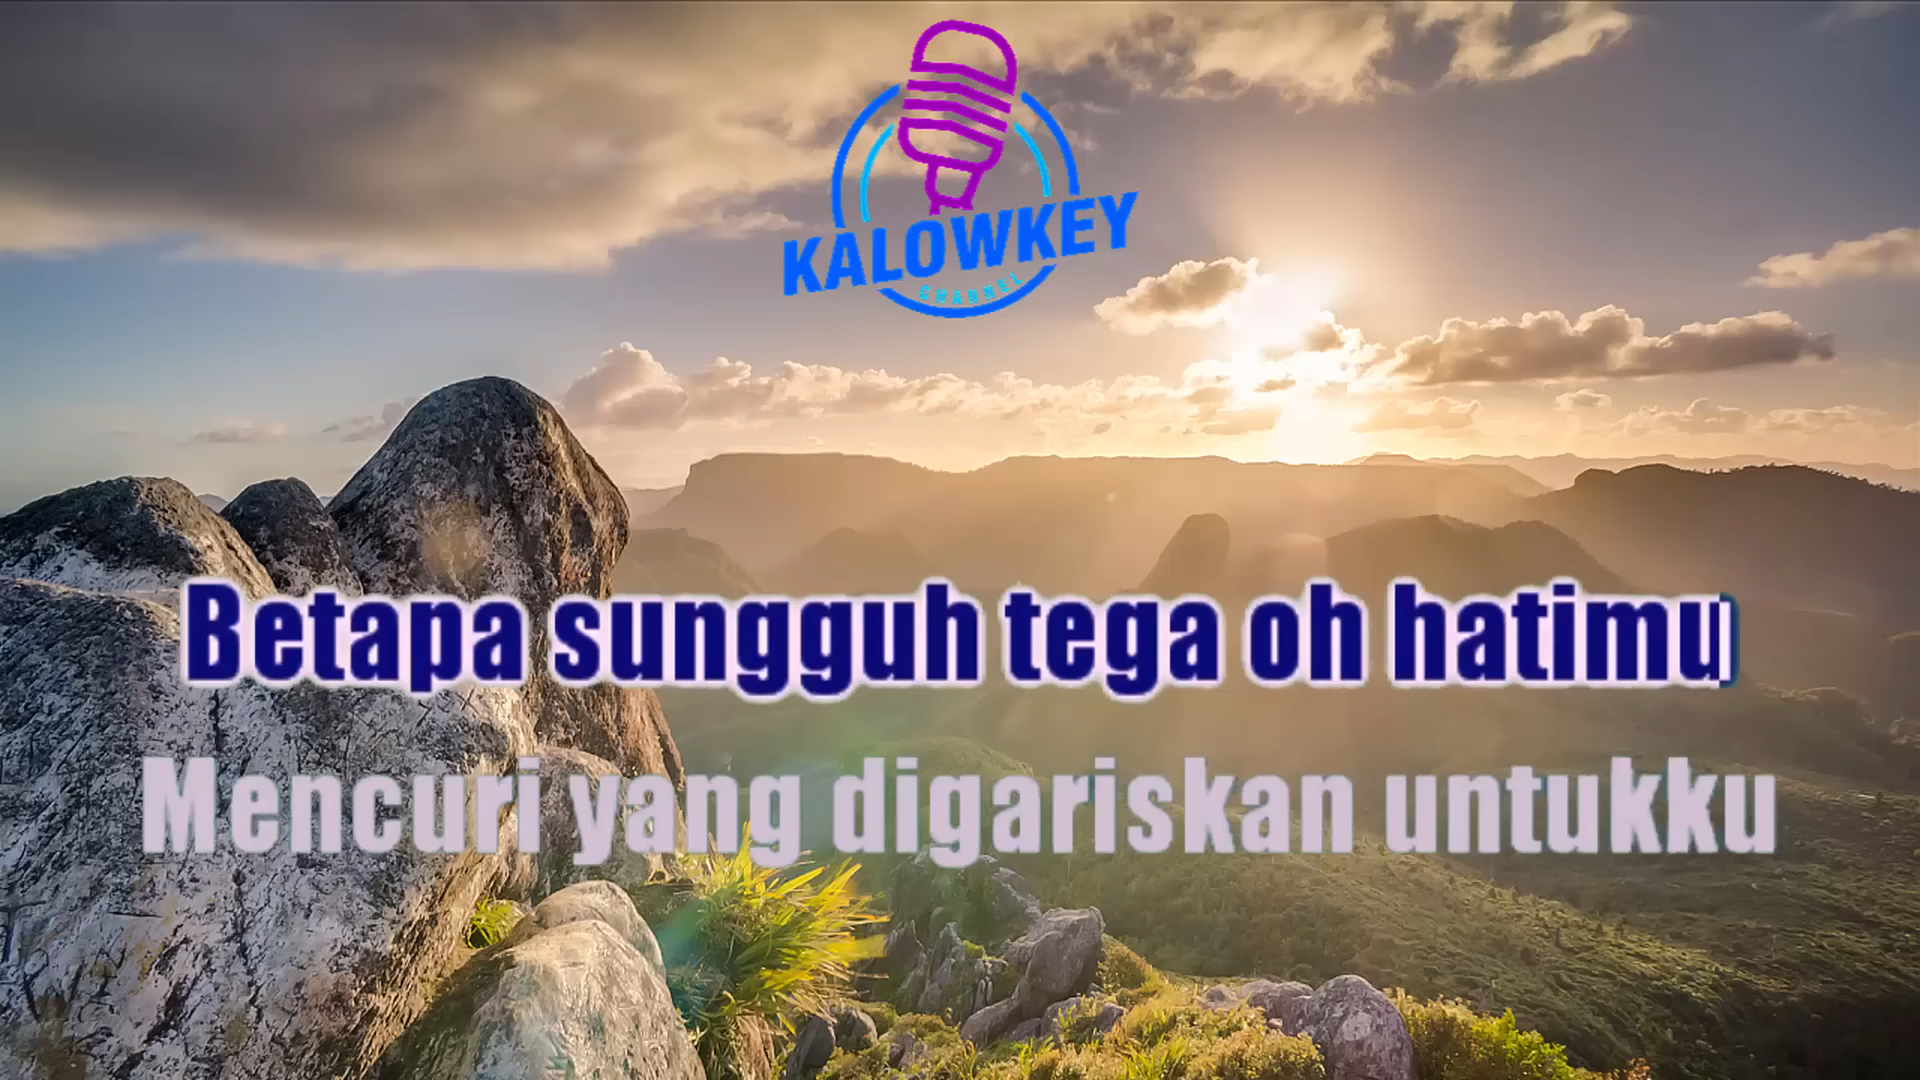 KALOWKEY
CHANNEL
Betapa sungguh tega oh hatimu
Mencuri yang digariskan untukku